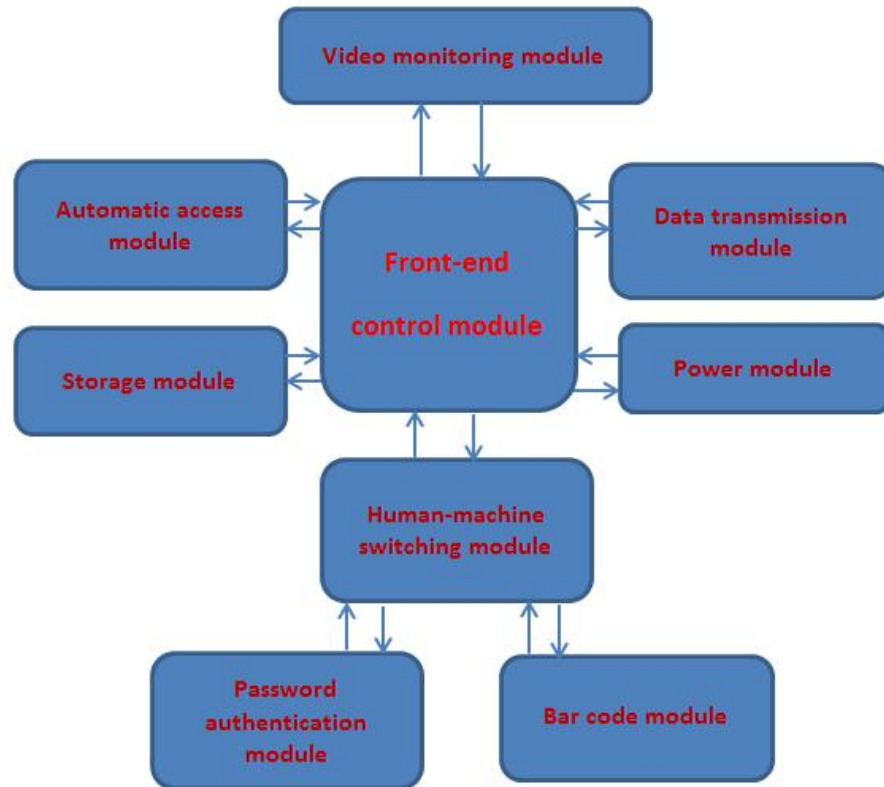 Video monitoring module
Automatic access
module
Data transmission
module
Front-end
control module
Storage module
Power module
Human-machine
switching module
Password
authentication
module
Bar code module